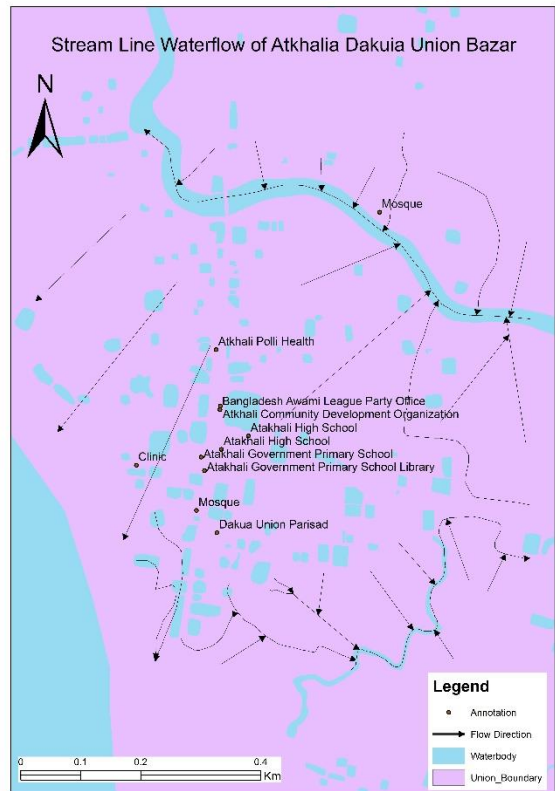 Stream Line Waterflow of Atkhalia Dakuia Union Bazar
N
Mosque
Atkhali Polli Health
Bangladesh Awami League Party Office
Atkhali Community Development Organization
Atakhali High School
Atakhali High School
Atakhali Government Primary School
Clinic
Atakhali Government Primary School Library
Mosque
Dakua Union Parisad
Legend
Annotation
Flow Direction
Waterbody
Union_Boundary
0 0.1 0.2 0.4
Km